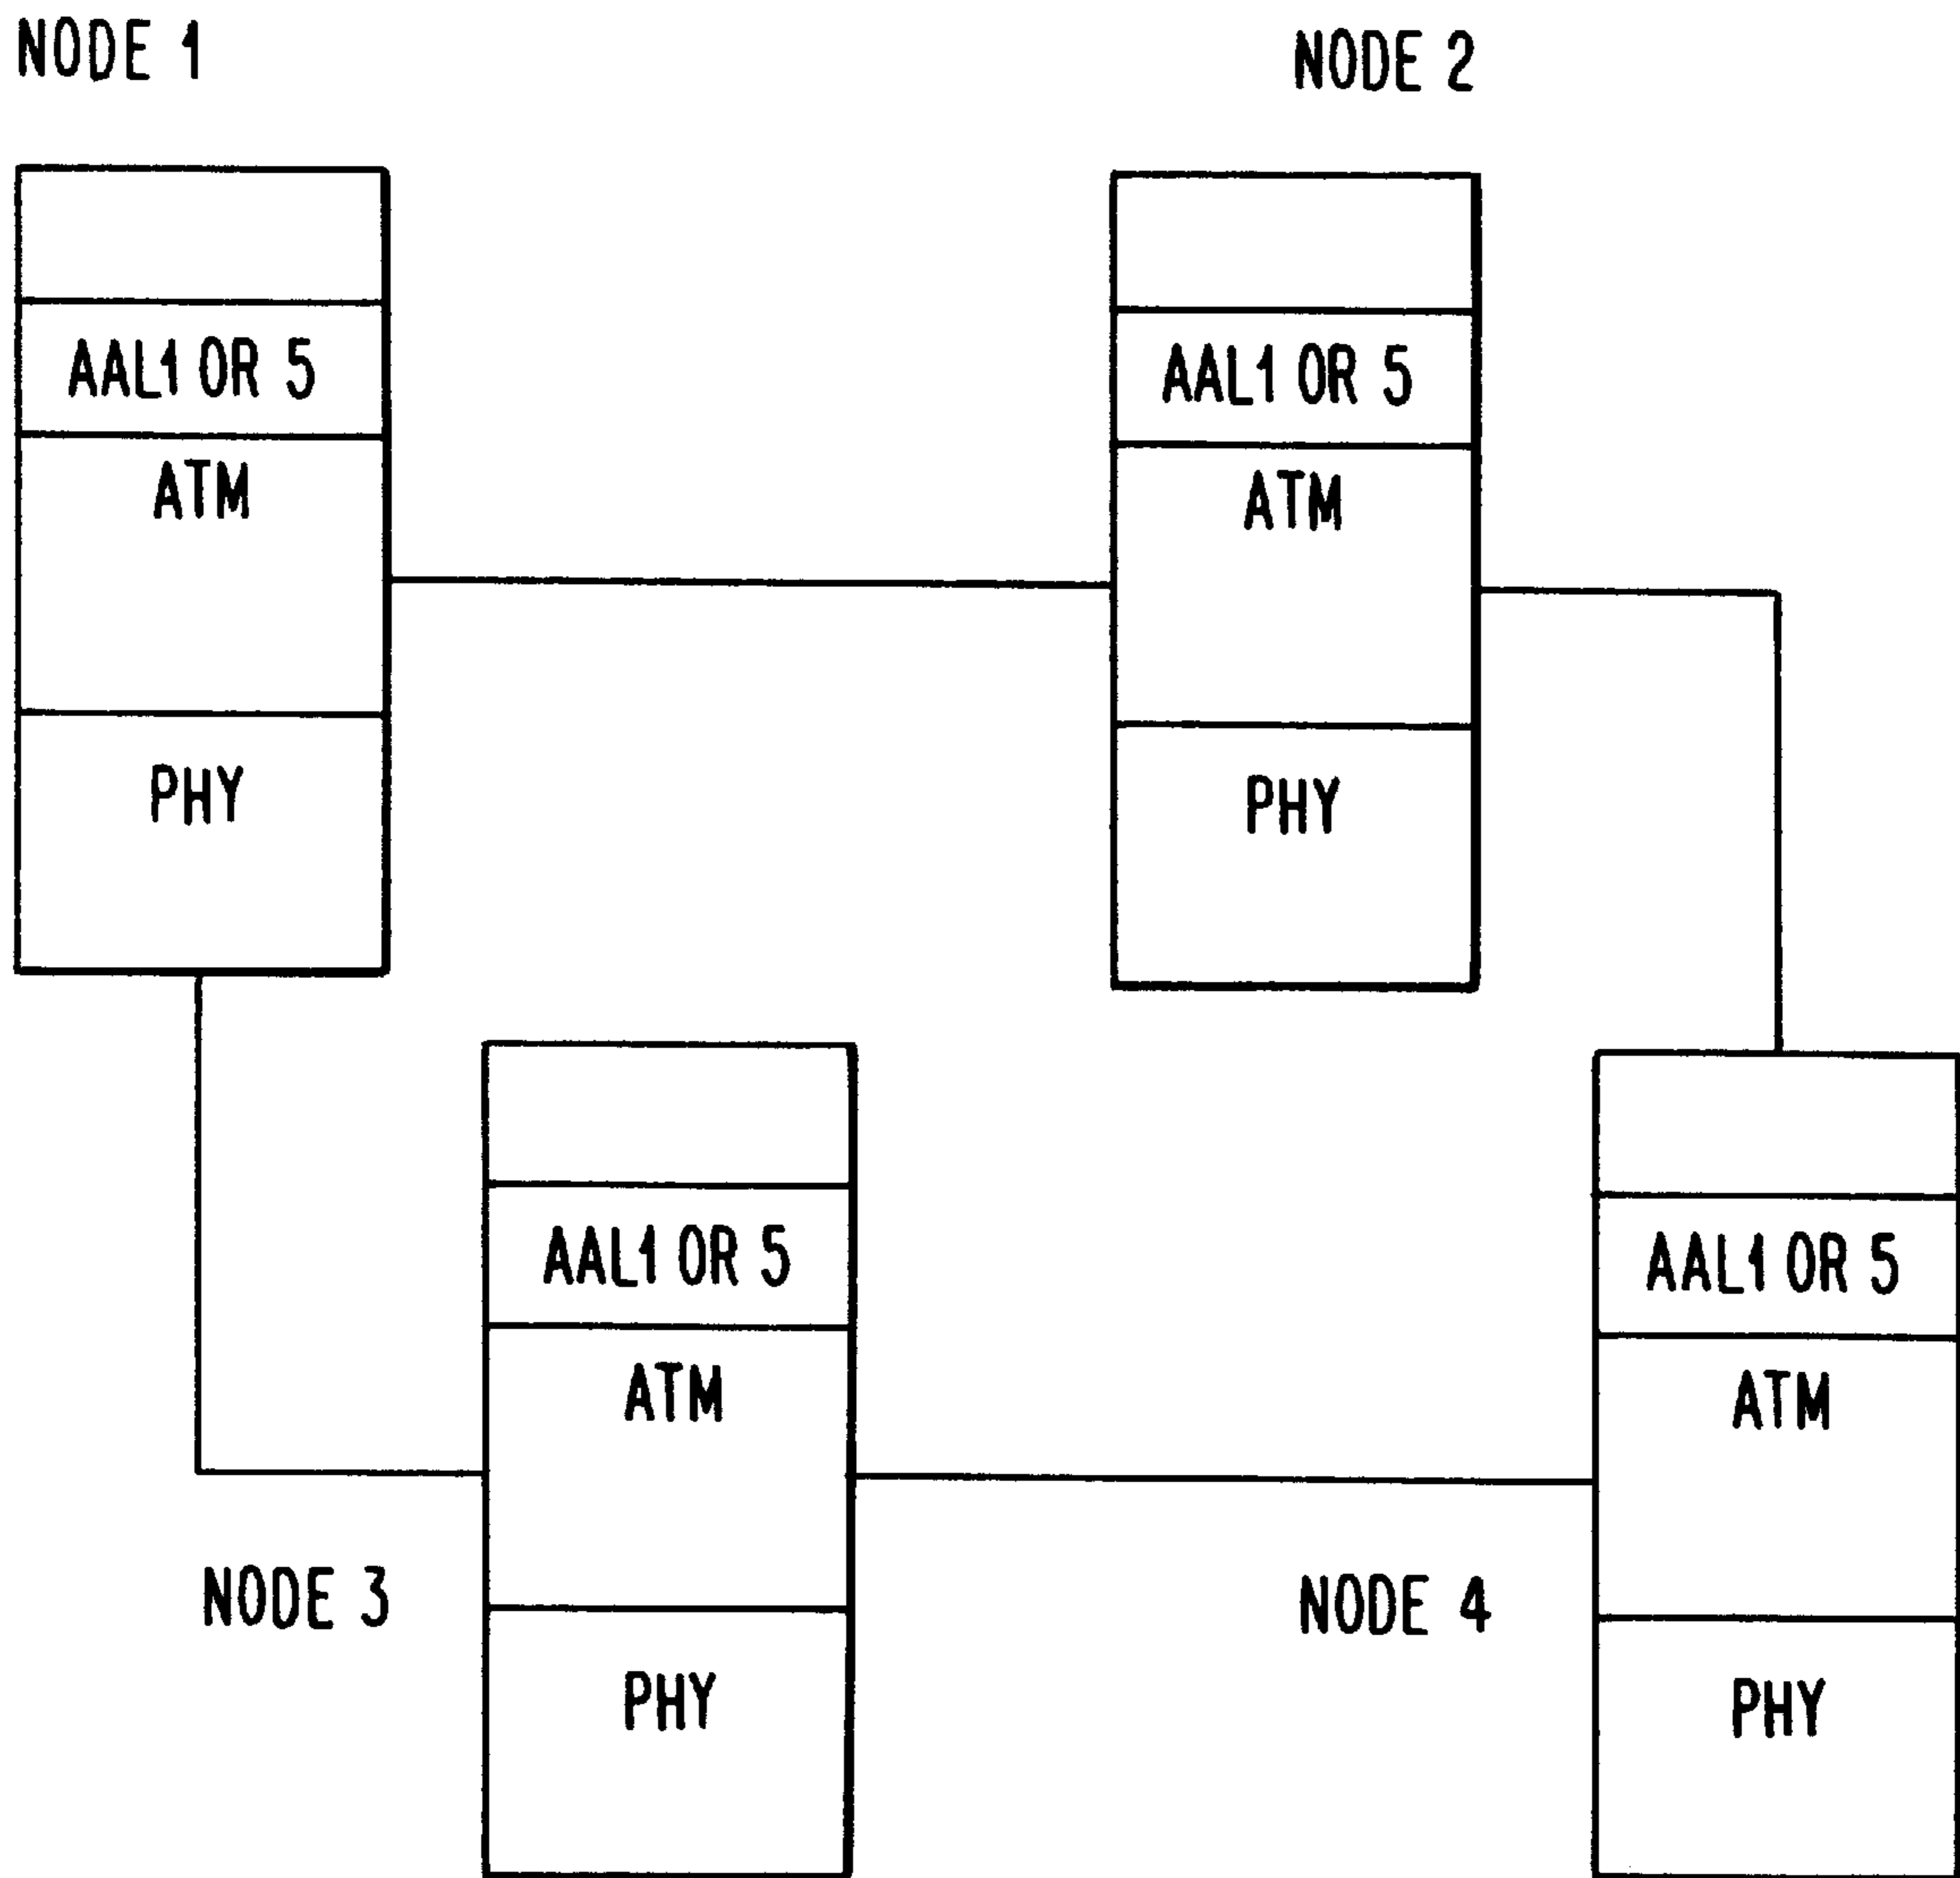 NODE 1
NODE 2
AAL1 OR 5
ATM
PHY
AAL1 OR 5
ATM
PHY
AAL1 OR 5
ATM
PHY
NODE 3
AAL1 OR 5
ATM
PHY
NODE 4